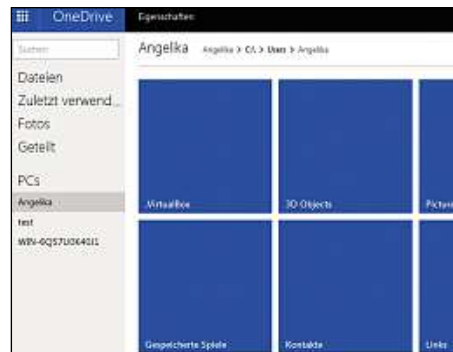 OneDrive
Eigenschaften
Suchen
Angelika
Angelika > C:\ > Users > Angelika
Dateien
Zuletzt verwend...
Fotos
Geteilt
PCs
Angelika
test
.VirtualBox
3D Objects
Picture
Gespeicherte Spiele
Kontakte
Links